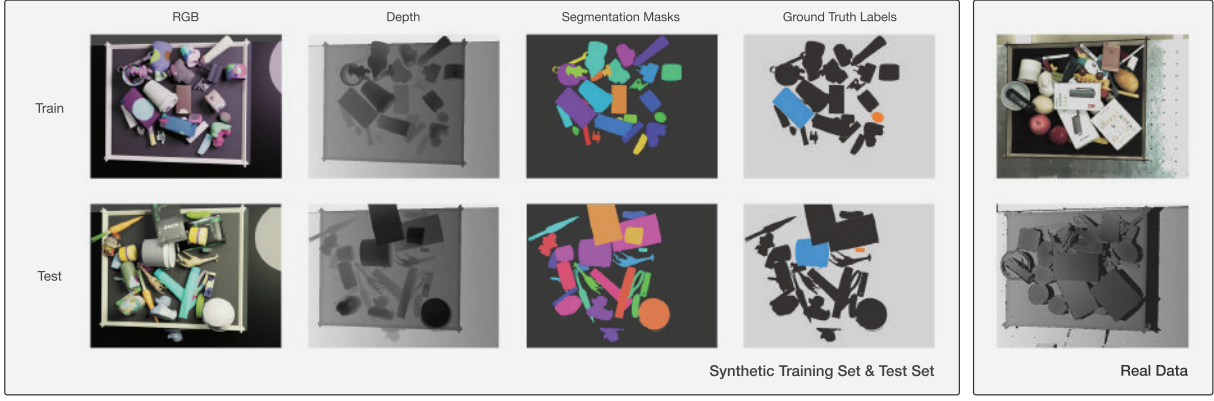 RGB Depth Segmentation Masks Ground Truth Labels
Train
Test
Synthetic Training Set & Test Set
Real Data